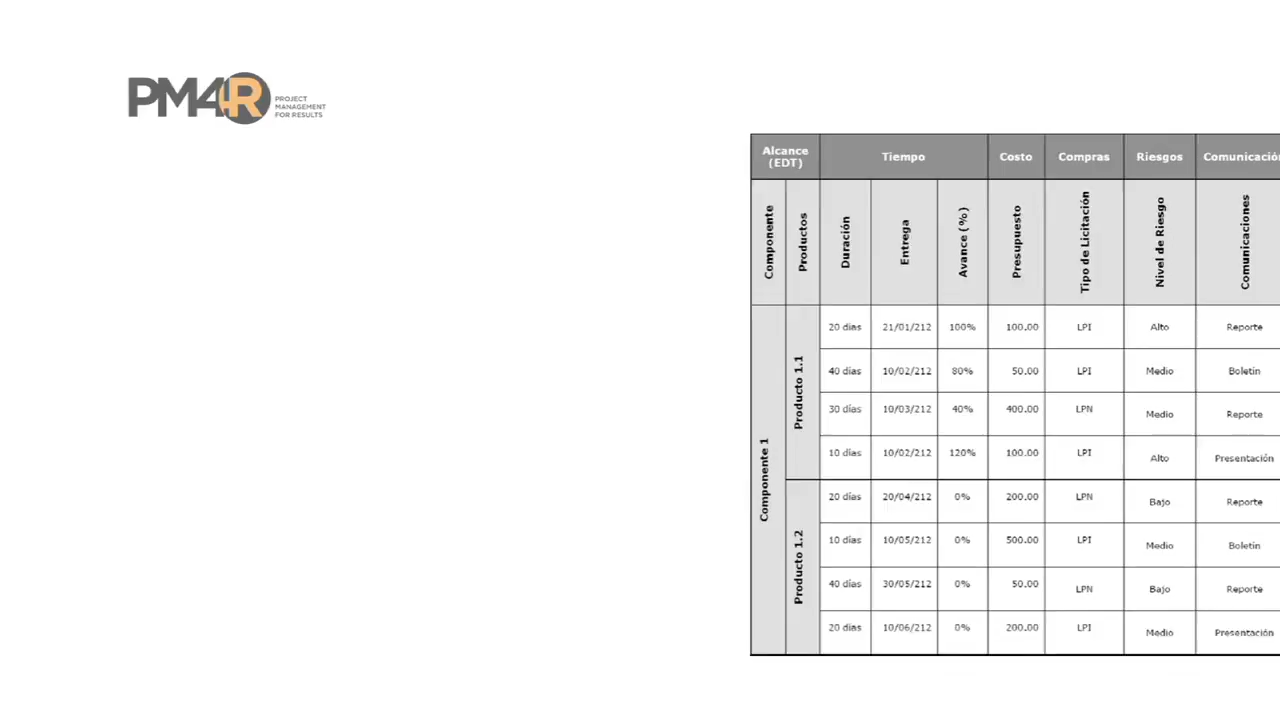 PM4R
PROJECT
MANAGEMENT
FOR RESULTS
Alcance (EDT) Tiempo Costo Compras Riesgos Comunicación
Componente Productos Duración Entrega Avance (%) Presupuesto Tipo de Licitación Nivel de Riesgo Comunicaciones
Componente 1
Producto 1.1
20 días 21/01/212 100% 100.00 LPI Alto Reporte
40 días 10/02/212 80% 50.00 LPI Medio Boletín
30 días 10/03/212 40% 400.00 LPN Medio Reporte
10 días 10/02/212 120% 100.00 LPI Alto Presentación
Producto 1.2
20 días 20/04/212 0% 200.00 LPN Bajo Reporte
10 días 10/05/212 0% 500.00 LPI Medio Boletín
40 días 30/05/212 0% 50.00 LPN Bajo Reporte
20 días 10/06/212 0% 200.00 LPI Medio Presentación